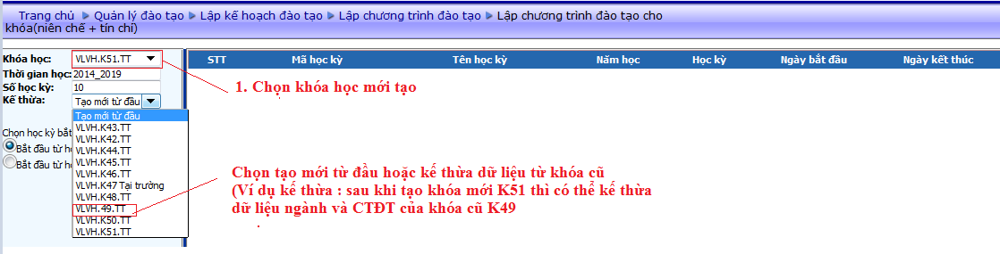 Trang chủ ▶ Quản lý đào tạo ▶ Lập kế hoạch đào tạo ▶ Lập chương trình đào tạo ▶ Lập chương trình đào tạo cho
khóa(niên chế + tín chỉ)
Khóa học: VLVH.K51.TT
STT Mã học kỳ Tên học kỳ Năm học Học kỳ Ngày bắt đầu Ngày kết thúc
Thời gian học: 2014_2019
Số học kỳ: 10
Kế thừa: Tạo mới từ đầu
1. Chọn khóa học mới tạo
Tạo mới từ đầu
VLVH.K43.TT
Chọn học kỳ bắt
VLVH.K42.TT
VLVH.K44.TT
Bắt đầu từ h
VLVH.K45.TT
Bắt đầu từ h
VLVH.K46.TT
VLVH.K47 Tại trường
VLVH.K48.TT
VLVH.49.TT
VLVH.K50.TT
VLVH.K51.TT
Chọn tạo mới từ đầu hoặc kế thừa dữ liệu từ khóa cũ
(Ví dụ kế thừa : sau khi tạo khóa mới K51 thì có thể kế thừa
dữ liệu ngành và CTĐT của khóa cũ K49